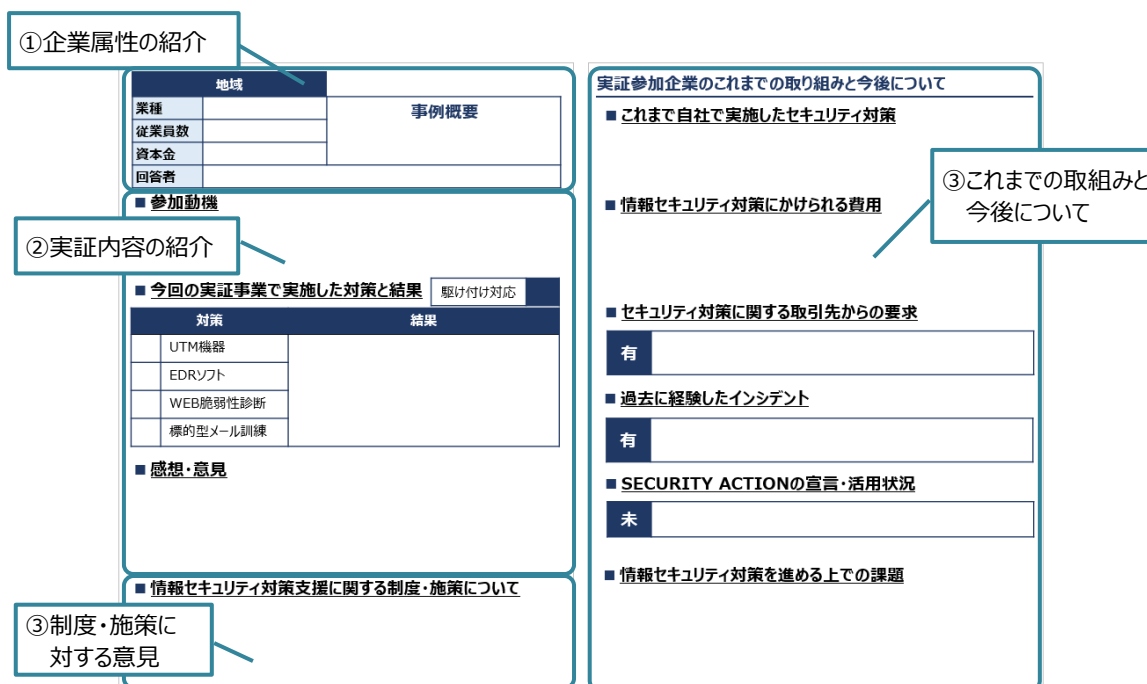 ①企業属性の紹介
地域
業種
事例概要
従業員数
資本金
回答者
■ 参加動機
②実証内容の紹介
■ 今回の実証事業で実施した対策と結果
駆け付け対応
対策
結果
UTM機器
EDRソフト
WEB脆弱性診断
標的型メール訓練
■ 感想・意見
■ 情報セキュリティ対策支援に関する制度・施策について
③制度・施策に
対する意見
実証参加企業のこれまでの取り組みと今後について
■ これまで自社で実施したセキュリティ対策
③これまでの取組みと
今後について
■ 情報セキュリティ対策にかけられる費用
■ セキュリティ対策に関する取引先からの要求
有
■ 過去に経験したインシデント
有
■ SECURITY ACTIONの宣言・活用状況
未
■ 情報セキュリティ対策を進める上での課題